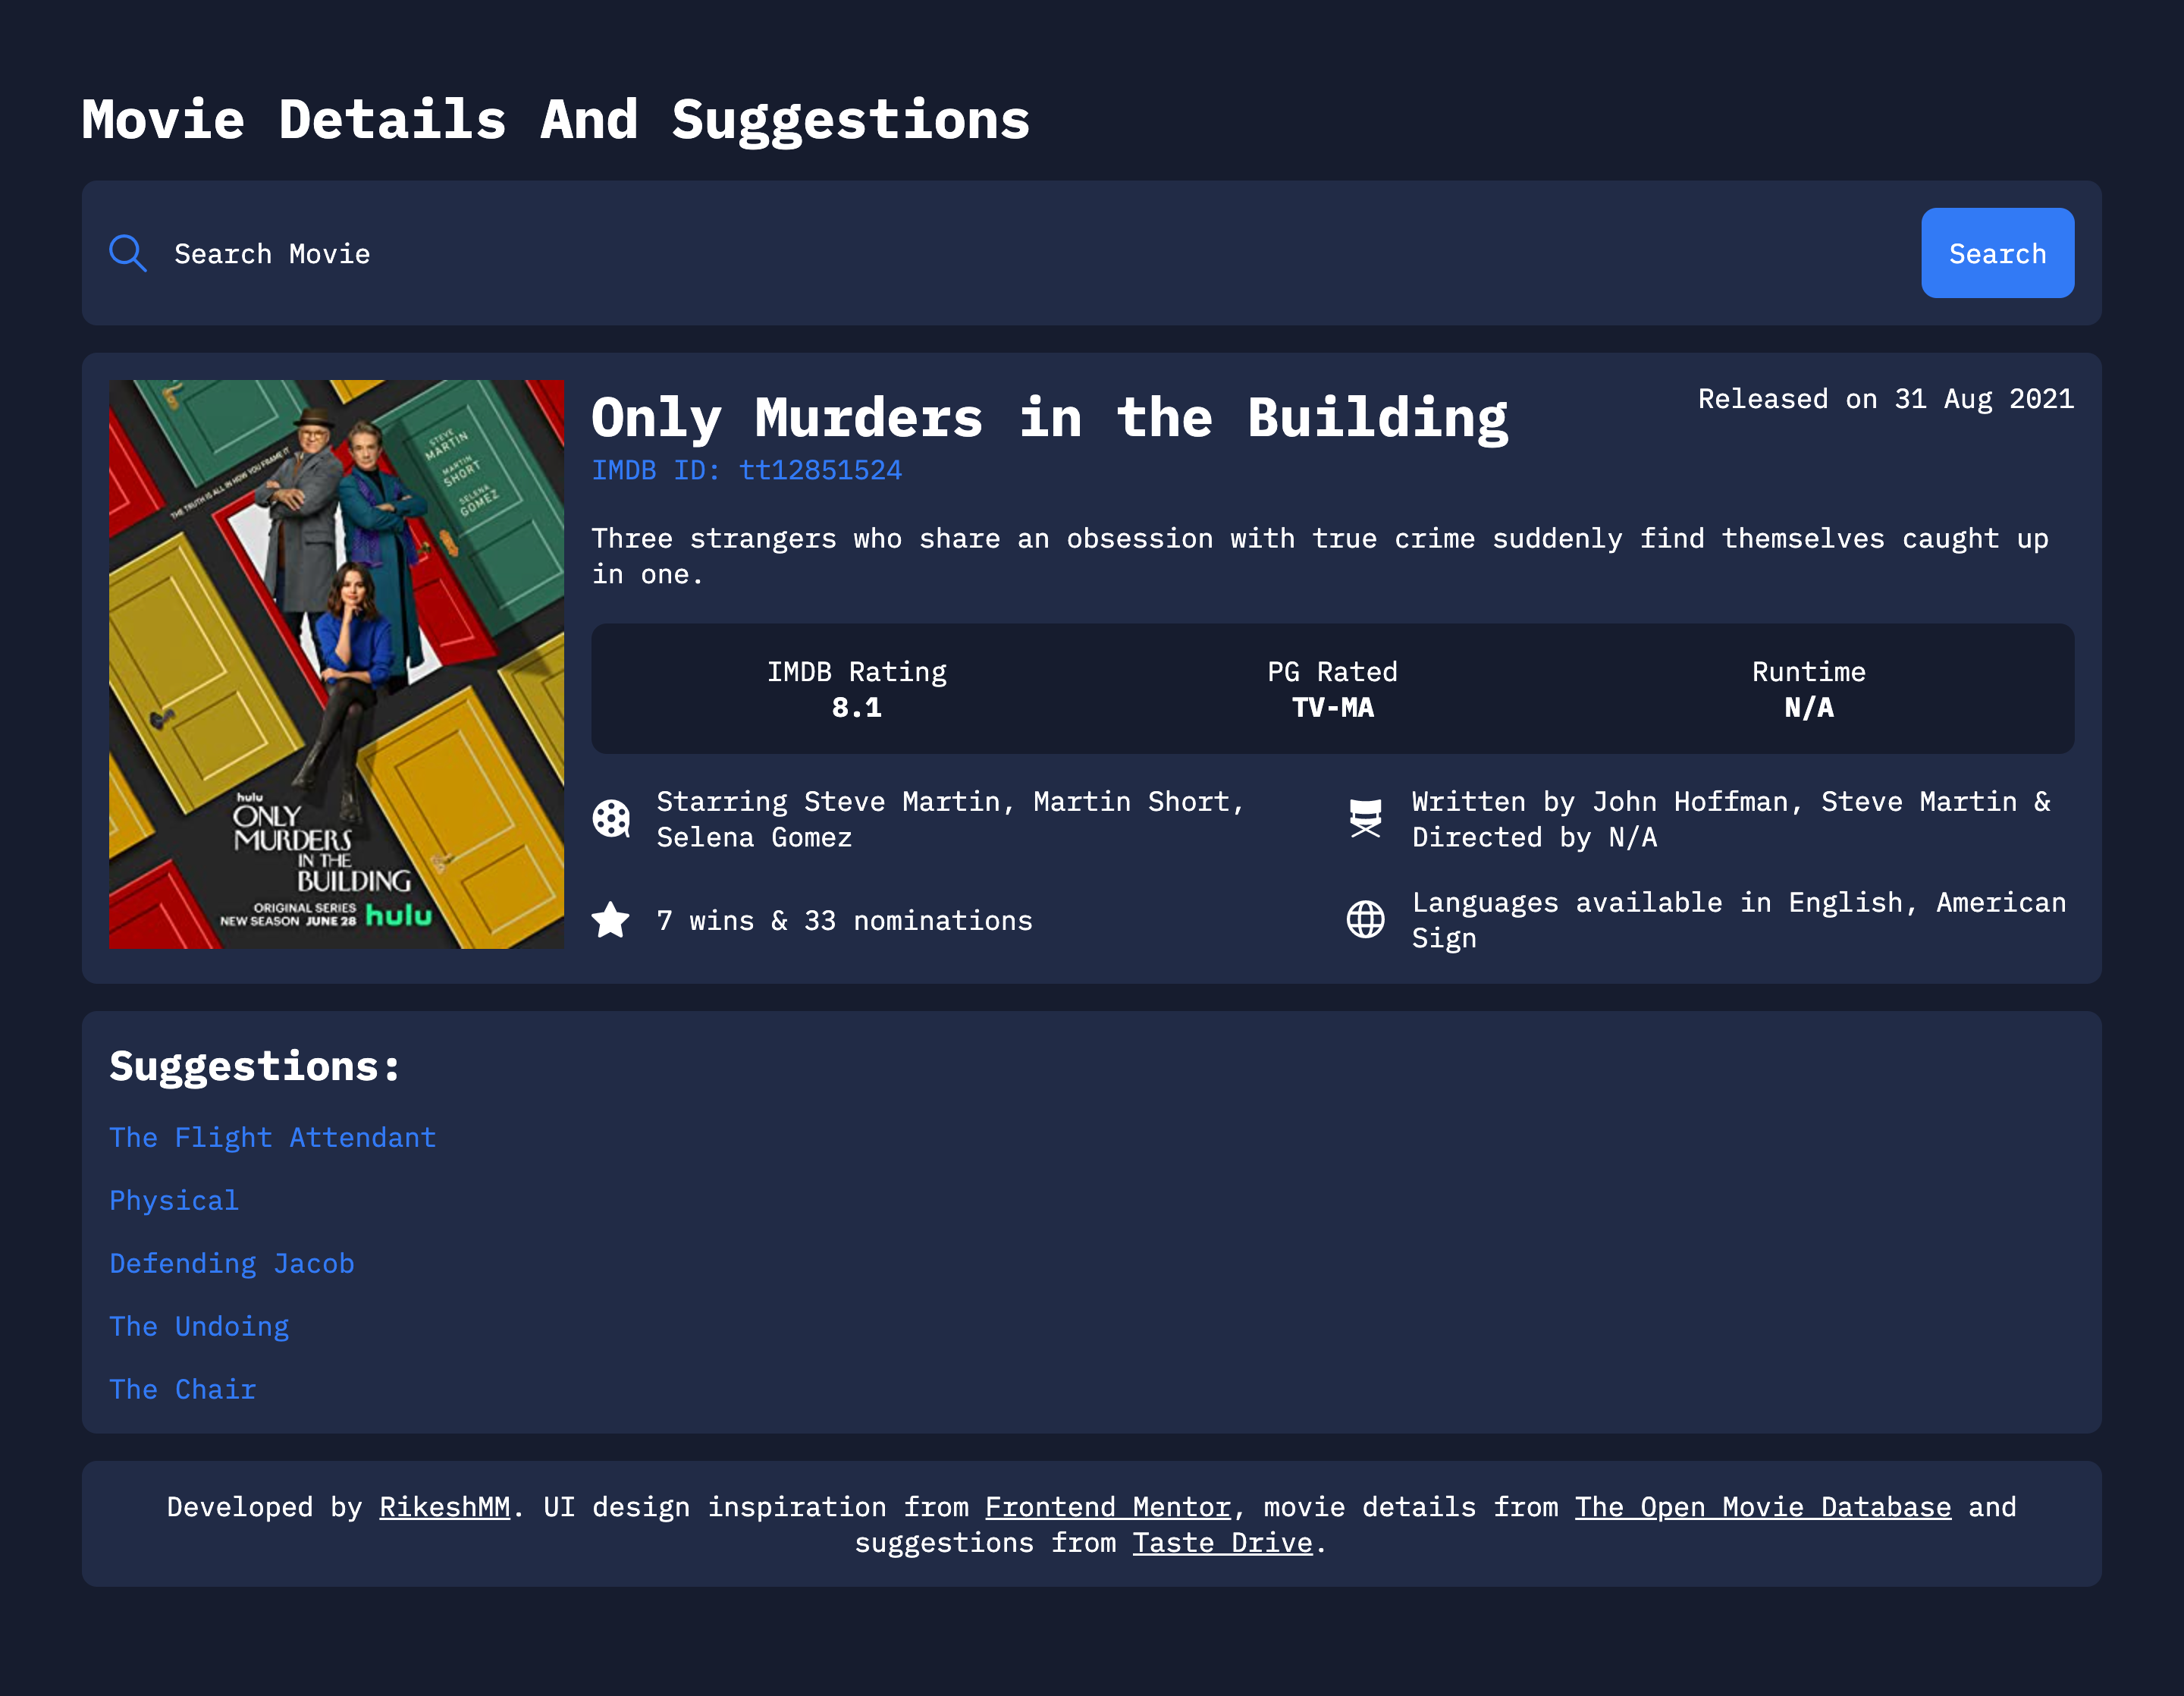 Movie Details And Suggestions
Search Movie
Search
THE TRUTH IS ALL IN HOW YOU FRAME IT
STEVE
MARTIN
MARTIN
SHORT
SELENA
GOMEZ
hulu
ONLY
MURDERS
IN THE
BUILDING
ORIGINAL SERIES
NEW SEASON JUNE 28 hulu
Only Murders in the Building
Released on 31 Aug 2021
IMDB ID: tt12851524
Three strangers who share an obsession with true crime suddenly find themselves caught up
in one.
IMDB Rating
8.1
PG Rated
TV-MA
Runtime
N/A
Starring Steve Martin, Martin Short,
Selena Gomez
Written by John Hoffman, Steve Martin &
Directed by N/A
7 wins & 33 nominations
Languages available in English, American
Sign
Suggestions:
The Flight Attendant
Physical
Defending Jacob
The Undoing
The Chair
Developed by RikeshMM. UI design inspiration from Frontend Mentor, movie details from The Open Movie Database and
suggestions from Taste Drive.